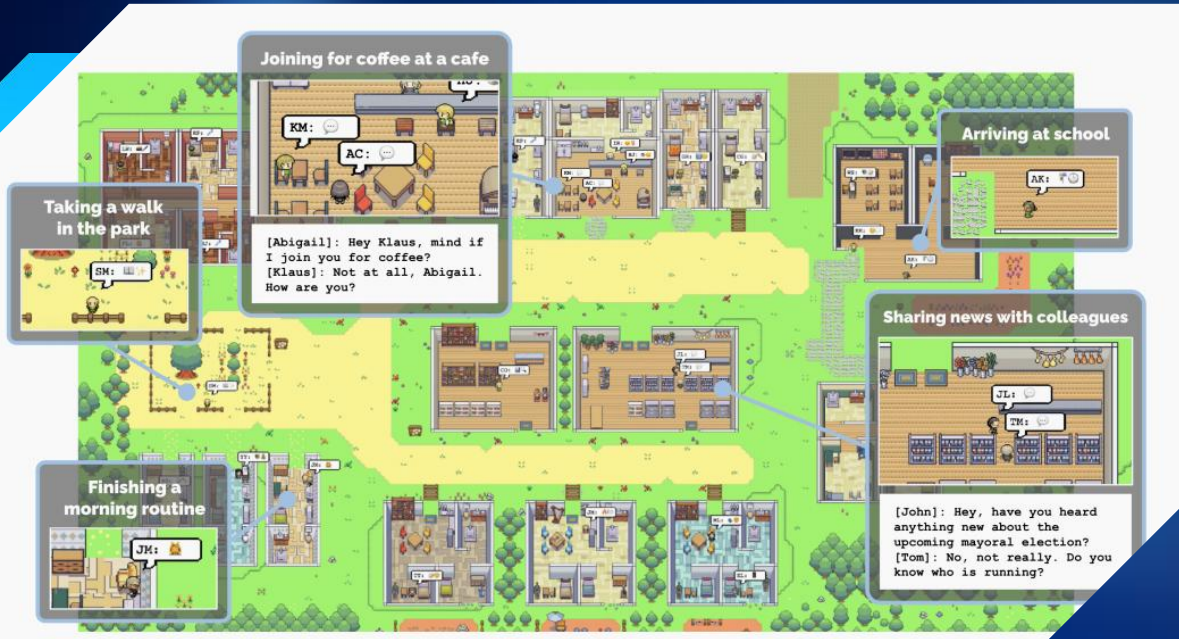 Joining for coffee at a cafe
KM:
AC:
[Abigail]: Hey Klaus, mind if
I join you for coffee?
[Klaus]: Not at all, Abigail.
How are you?
Taking a walk
in the park
SM:
Arriving at school
AK:
Sharing news with colleagues
JL:
TM:
[John]: Hey, have you heard
anything new about the
upcoming mayoral election?
[Tom]: No, not really. Do you
know who is running?
Finishing a
morning routine
JM: